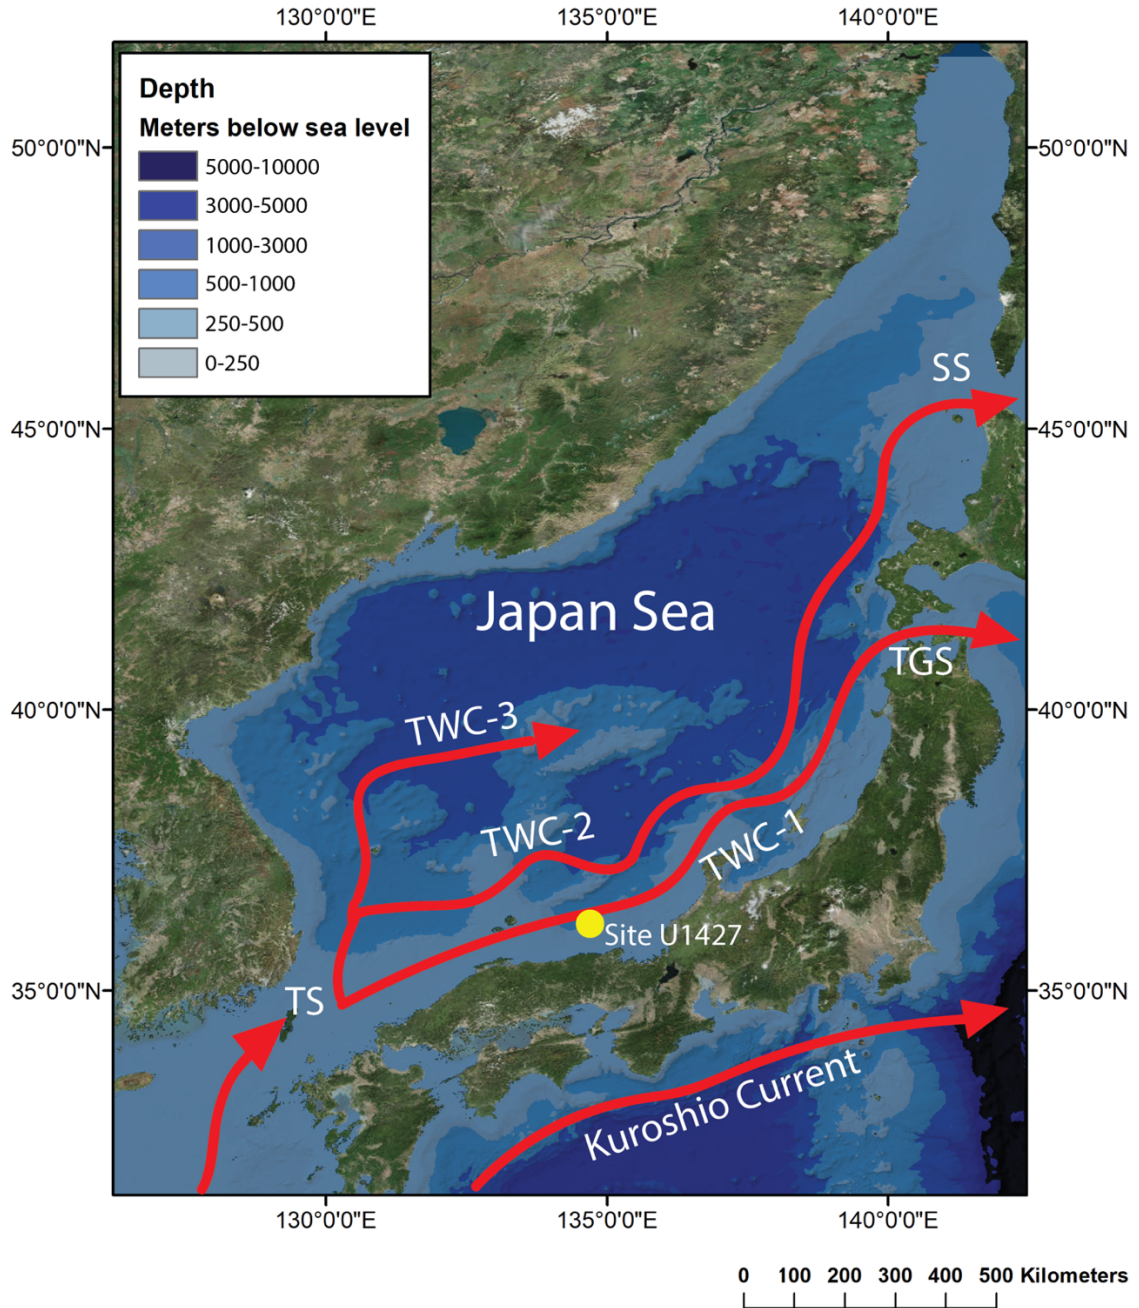 130°0'0"E 135°0'0"E 140°0'0"E
Depth
Meters below sea level
5000-10000
3000-5000
1000-3000
500-1000
250-500
0-250
50°0'0"N 50°0'0"N
SS
45°0'0"N 45°0'0"N
Japan Sea
TGS
40°0'0"N 40°0'0"N
TWC-3
TWC-2
TWC-1
Site U1427
35°0'0"N 35°0'0"N
TS
Kuroshio Current
130°0'0"E 135°0'0"E 140°0'0"E
0 100 200 300 400 500 Kilometers